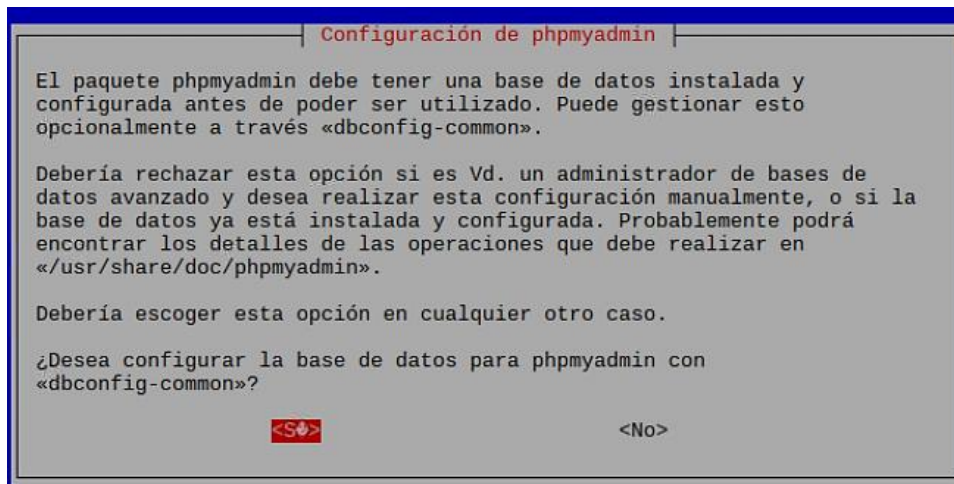 Configuración de phpmyadmin
El paquete phpmyadmin debe tener una base de datos instalada y
configurada antes de poder ser utilizado. Puede gestionar esto
opcionalmente a través «dbconfig-common».
Debería rechazar esta opción si es Vd. un administrador de bases de
datos avanzado y desea realizar esta configuración manualmente, o si la
base de datos ya está instalada y configurada. Probablemente podrá
encontrar los detalles de las operaciones que debe realizar en
«/usr/share/doc/phpmyadmin».
Debería escoger esta opción en cualquier otro caso.
¿Desea configurar la base de datos para phpmyadmin con
«dbconfig-common»?
<S�> <No>